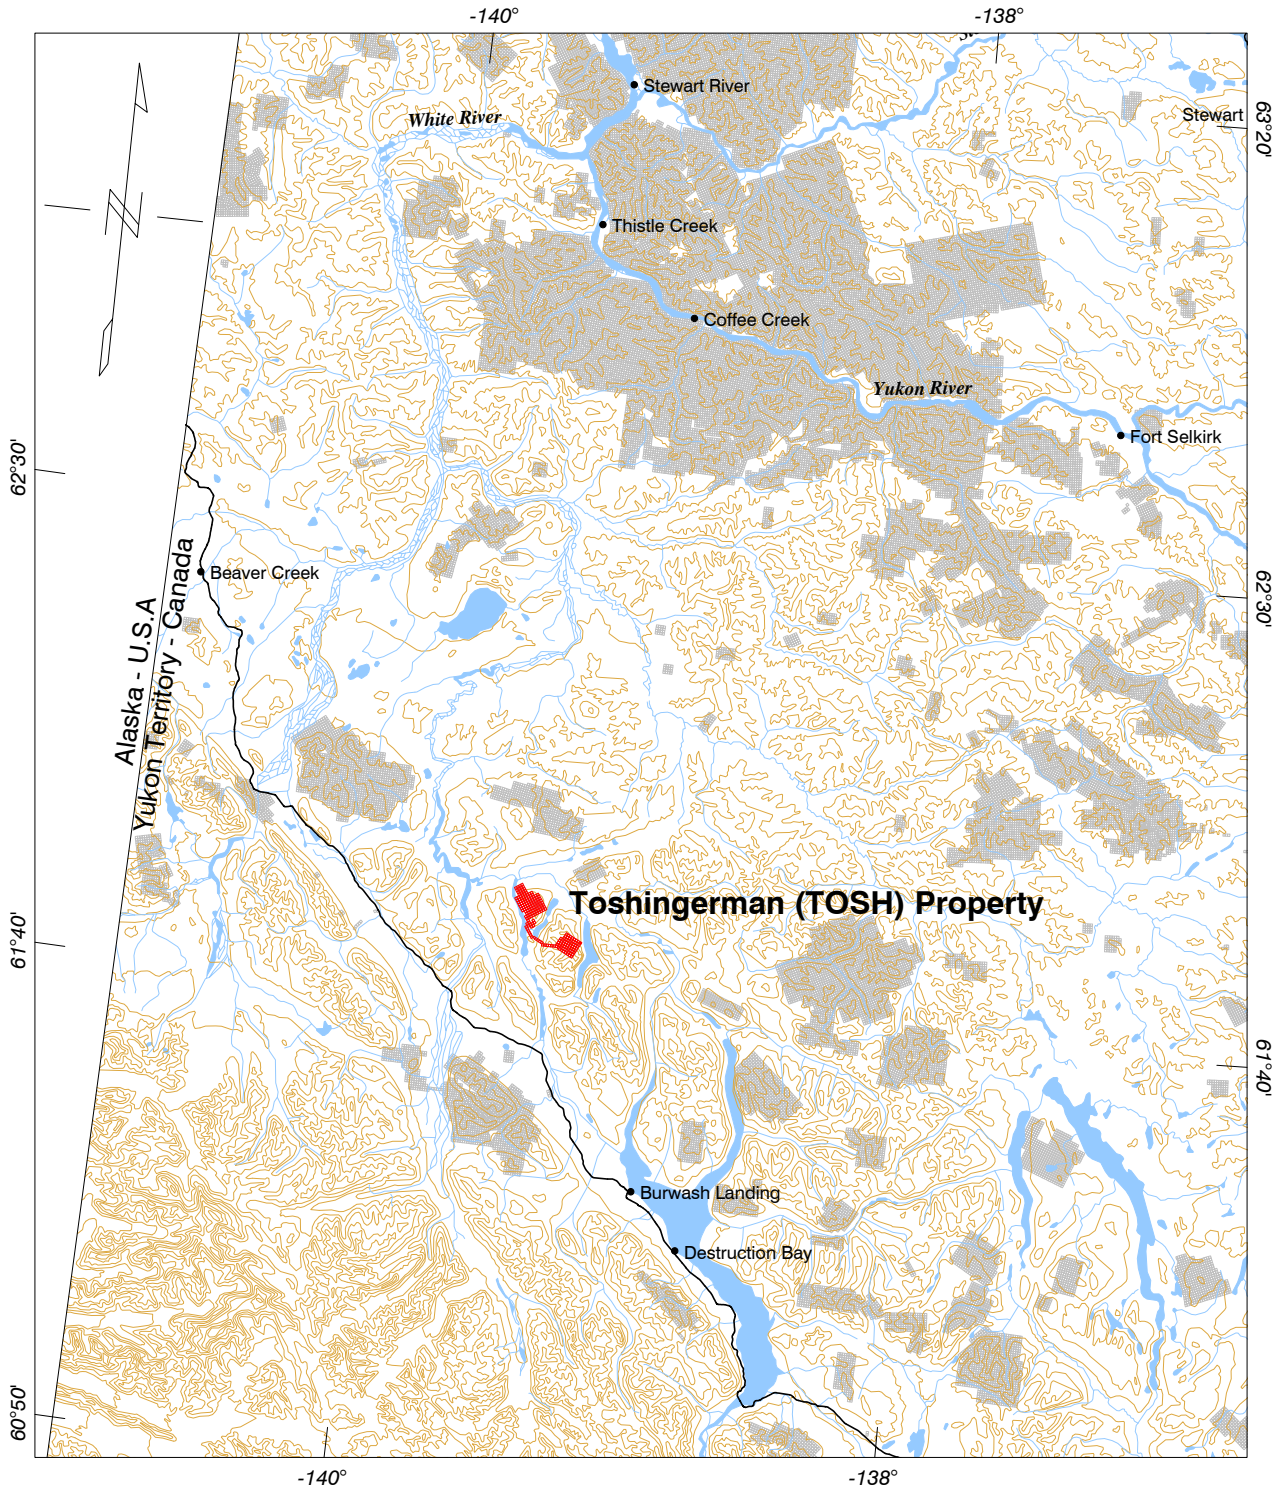 -140°
-138°
Stewart River
White River
Stewart
63°20'
Thistle Creek
Coffee Creek
Yukon River
Fort Selkirk
62°30'
Beaver Creek
62°30'
Alaska - U.S.A
Yukon Territory - Canada
Toshingerman (TOSH) Property
61°40'
61°40'
Burwash Landing
Destruction Bay
60°50'
-140°
-138°